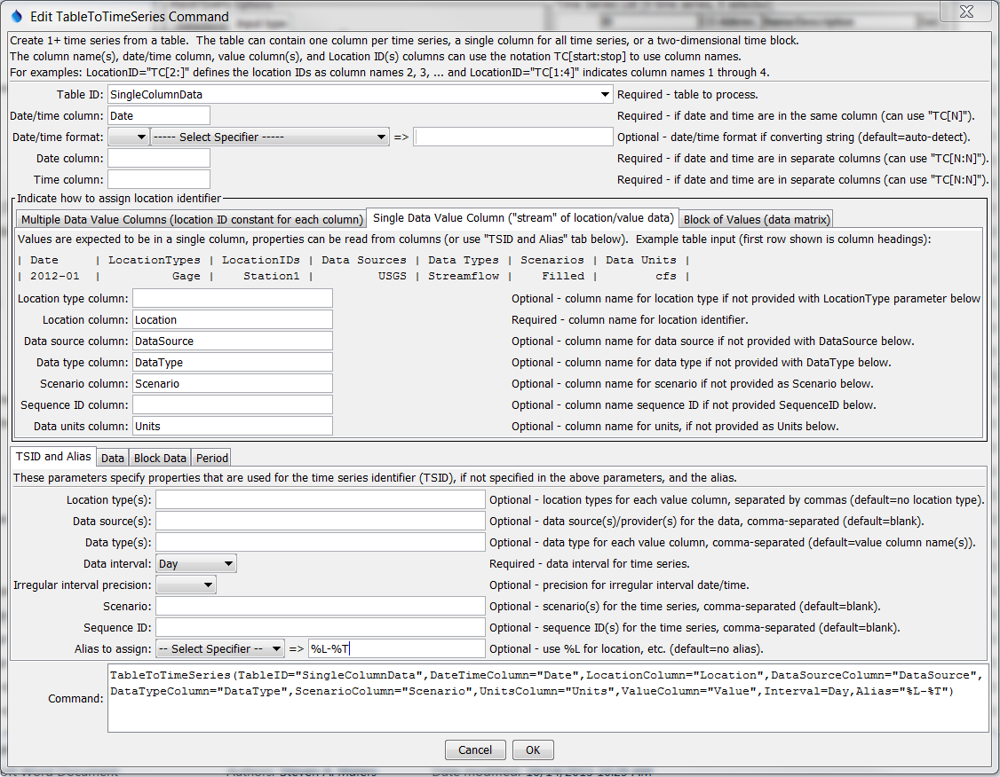 Edit TableToTimeSeries Command
Create 1+ time series from a table.  The table can contain one column per time series, a single column for all time series, or a two-dimensional time block.
The column name(s), date/time column, value column(s), and Location ID(s) columns can use the notation TC[start:stop] to use column names.
For examples: LocationID="TC[2:]" defines the location IDs as column names 2, 3, ... and LocationID="TC[1:4]" indicates column names 1 through 4.
Table ID: SingleColumnData Required - table to process.
Date/time column: Date Required - if date and time are in the same column (can use "TC[N]").
Date/time format: ----- Select Specifier ----- => Optional - date/time format if converting string (default=auto-detect).
Date column: Required - if date and time are in separate columns (can use "TC[N:N]").
Time column: Required - if date and time are in separate columns (can use "TC[N:N]").
Indicate how to assign location identifier
Multiple Data Value Columns (location ID constant for each column) Single Data Value Column ("stream" of location/value data) Block of Values (data matrix)
Values are expected to be in a single column, properties can be read from columns (or use "TSID and Alias" tab below).  Example table input (first row shown is column headings):
| Date | LocationTypes | LocationIDs | Data Sources | Data Types | Scenarios | Data Units |
| 2012-01 | Gage | Station1 | USGS | Streamflow | Filled | cfs |
Location type column: Optional - column name for location type if not provided with LocationType parameter below
Location column: Location Required - column name for location identifier.
Data source column: DataSource Optional - column name for data source if not provided with DataSource below.
Data type column: DataType Optional - column name for data type if not provided with DataType below.
Scenario column: Scenario Optional - column name for scenario if not provided as Scenario below.
Sequence ID column: Optional - column name sequence ID if not provided SequenceID below.
Data units column: Units Optional - column name for units, if not provided as Units below.
TSID and Alias Data Block Data Period
These parameters specify properties that are used for the time series identifier (TSID), if not specified in the above parameters, and the alias.
Location type(s): Optional - location types for each value column, separated by commas (default=no location type).
Data source(s): Optional - data source(s)/provider(s) for the data, comma-separated (default=blank).
Data type(s): Optional - data type for each value column, comma-separated (default=value column name(s)).
Data interval: Day Required - data interval for time series.
Irregular interval precision: Optional - precision for irregular interval date/time.
Scenario: Optional - scenario(s) for the time series, comma-separated (default=blank).
Sequence ID: Optional - sequence ID(s) for the time series, comma-separated (default=blank).
Alias to assign: -- Select Specifier -- => %L-%T Optional - use %L for location, etc. (default=no alias).
TableToTimeSeries(TableID="SingleColumnData",DateTimeColumn="Date",LocationColumn="Location",DataSourceColumn="DataSource",
Command: DataTypeColumn="DataType",ScenarioColumn="Scenario",UnitsColumn="Units",ValueColumn="Value",Interval=Day,Alias="%L-%T")
Cancel OK